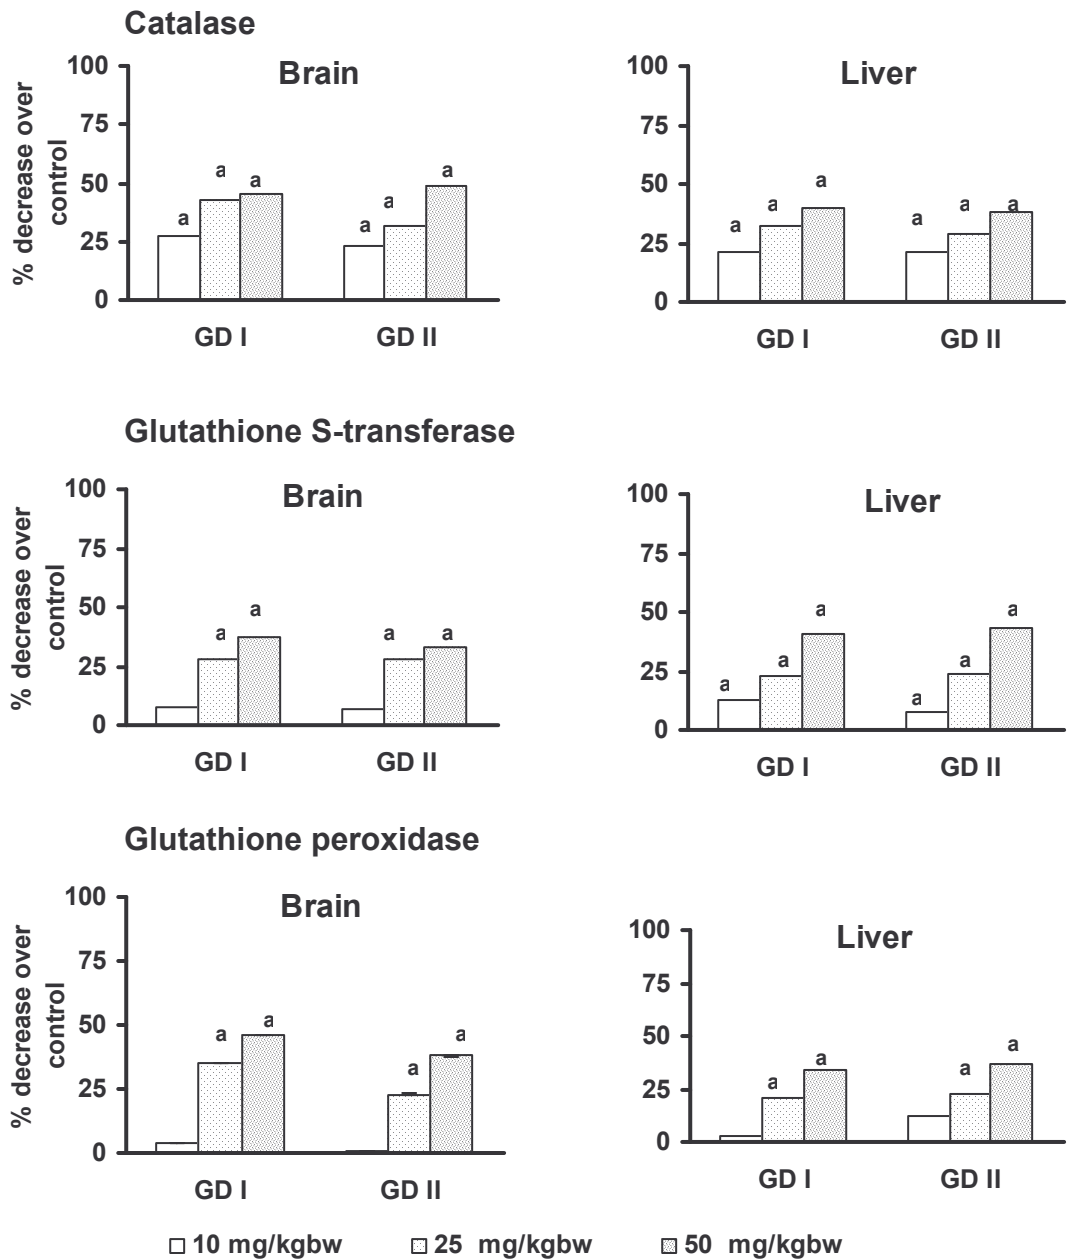 Catalase
Brain
% decrease over
control
100
75
50
25
0
a
a
a
a
a
a
GD I
GD II
Liver
100
75
50
25
0
a
a
a
a
a
a
GD I
GD II
Glutathione S-transferase
Brain
% decrease over
control
100
75
50
25
0
a
a
a
a
GD I
GD II
Liver
100
75
50
25
0
a
a
a
a
a
a
GD I
GD II
Glutathione peroxidase
Brain
% decrease over
control
100
75
50
25
0
a
a
a
a
GD I
GD II
Liver
100
75
50
25
0
a
a
a
a
GD I
GD II
10 mg/kgbw
25 mg/kgbw
50 mg/kgbw